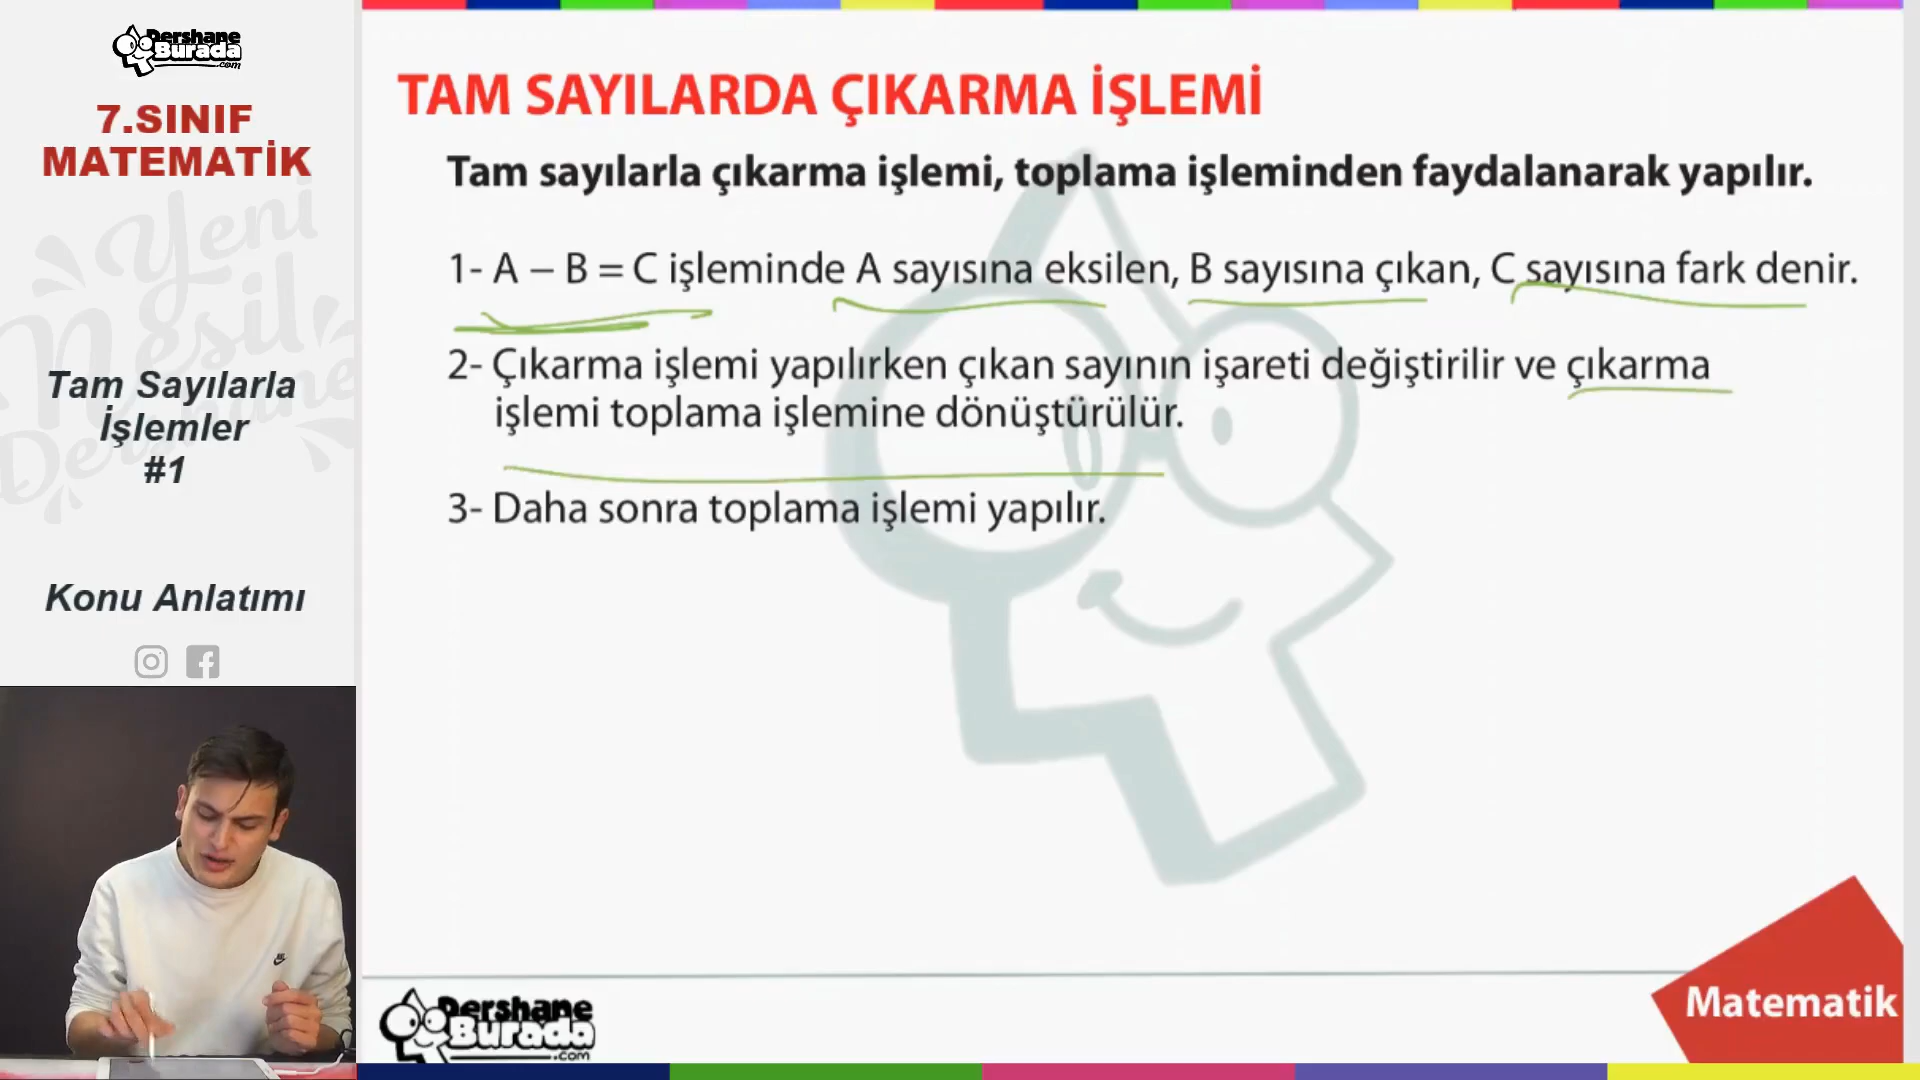 Dershane
Burada
.com
7.SINIF
MATEMATİK
Yeni
Nesil
Dershane
Tam Sayılarla
İşlemler
#1
Konu Anlatımı
TAM SAYILARDA ÇIKARMA İŞLEMİ
Tam sayılarla çıkarma işlemi, toplama işleminden faydalanarak yapılır.
1- A – B = C işleminde A sayısına eksilen, B sayısına çıkan, C sayısına fark denir.
2- Çıkarma işlemi yapılırken çıkan sayının işareti değiştirilir ve çıkarma
işlemi toplama işlemine dönüştürülür.
3- Daha sonra toplama işlemi yapılır.
Dershane
Burada
.com
Matematik